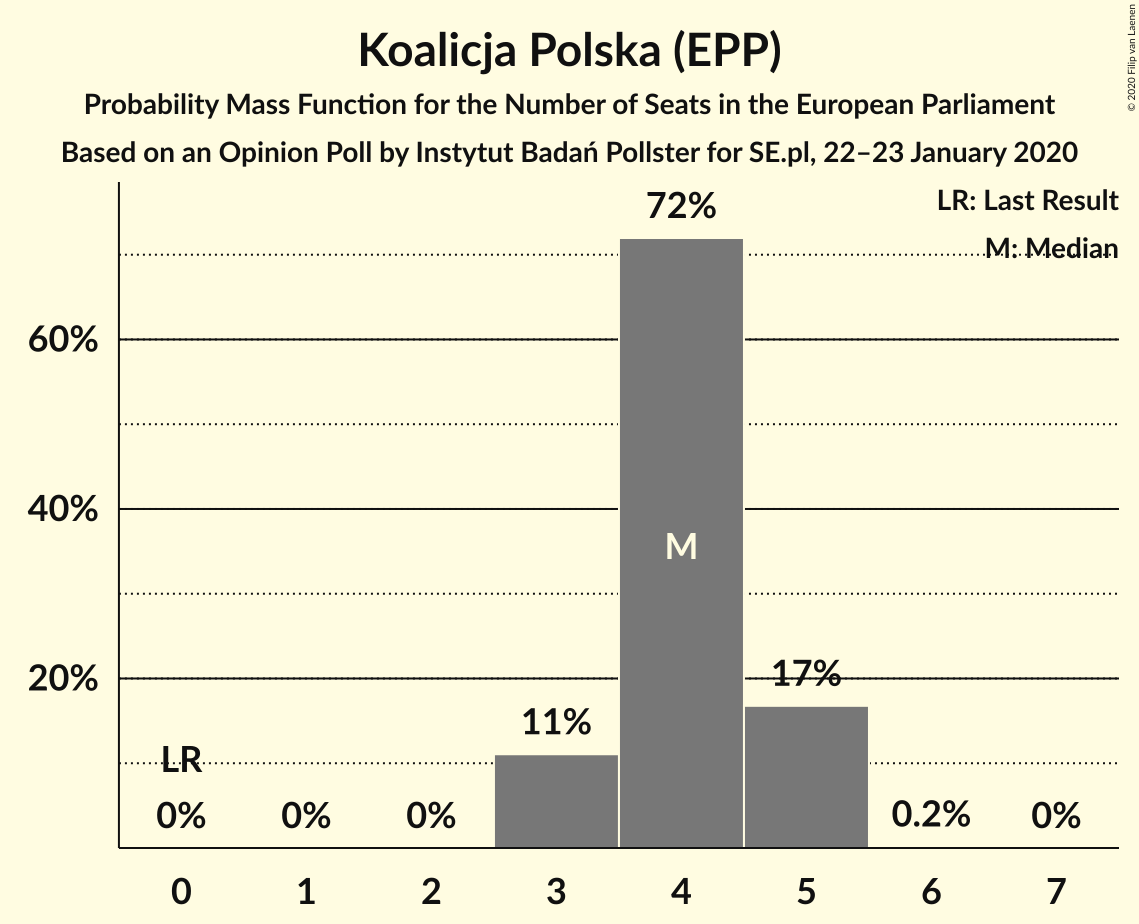 Koalicja Polska (EPP)
Probability Mass Function for the Number of Seats in the European Parliament
Based on an Opinion Poll by Instytut Badań Pollster for SE.pl, 22–23 January 2020
© 2020 Filip van Laenen
LR: Last Result
M: Median
72%
60%
40%
M
20%
17%
11%
LR
0% 0% 0% 0.2% 0%
0 1 2 3 4 5 6 7